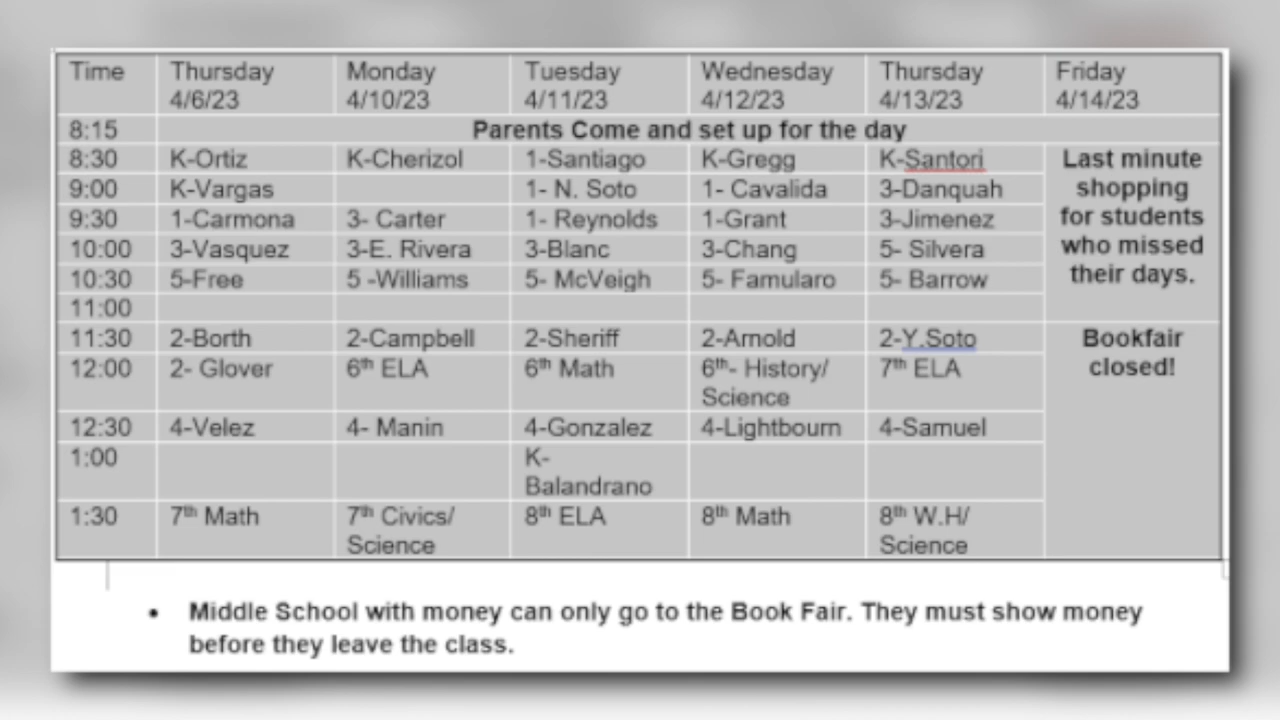 Time Thursday Monday Tuesday Wednesday Thursday Friday
4/6/23 4/10/23 4/11/23 4/12/23 4/13/23 4/14/23
8:15 Parents Come and set up for the day
8:30 K-Ortiz K-Cherizol 1-Santiago K-Gregg K-Santori Last minute
9:00 K-Vargas 1- N. Soto 1- Cavalida 3-Danquah shopping
9:30 1-Carmona 3- Carter 1- Reynolds 1-Grant 3-Jimenez for students
10:00 3-Vasquez 3-E. Rivera 3-Blanc 3-Chang 5- Silvera who missed
10:30 5-Free 5 -Williams 5- McVeigh 5- Famularo 5- Barrow their days.
11:00
11:30 2-Borth 2-Campbell 2-Sheriff 2-Arnold 2-Y.Soto Bookfair
12:00 2- Glover 6th ELA 6th Math 6th- History/ 7th ELA closed!
Science
12:30 4-Velez 4- Manin 4-Gonzalez 4-Lightbourn 4-Samuel
1:00 K-
Balandrano
1:30 7th Math 7th Civics/ 8th ELA 8th Math 8th W.H/
Science Science
• Middle School with money can only go to the Book Fair. They must show money
before they leave the class.